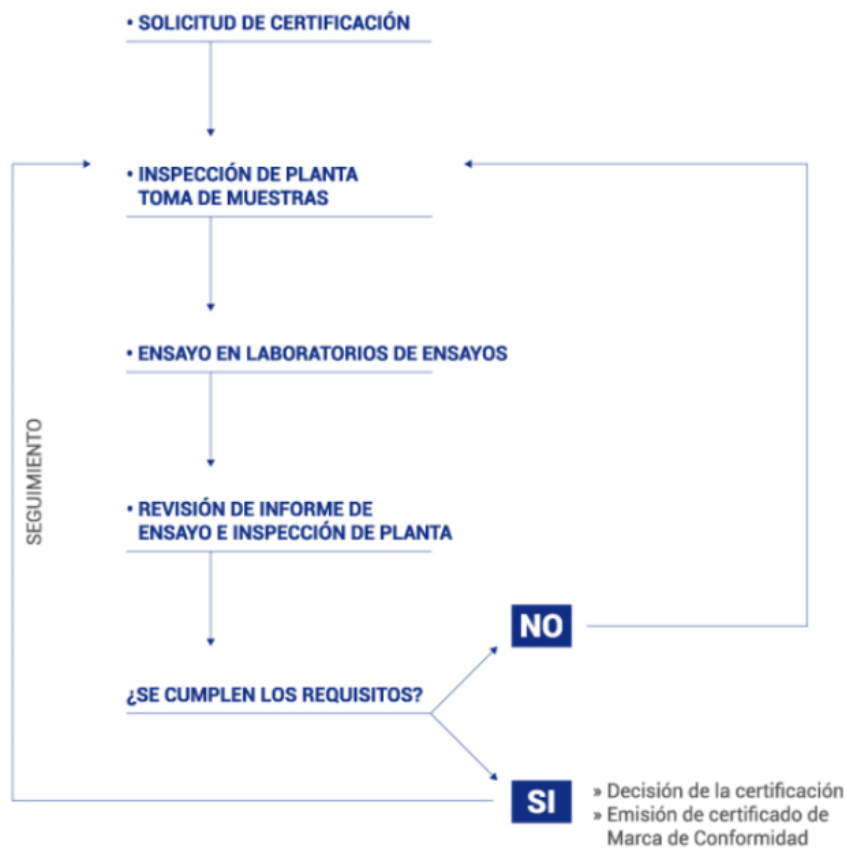 • SOLICITUD DE CERTIFICACIÓN
• INSPECCIÓN DE PLANTA
TOMA DE MUESTRAS
• ENSAYO EN LABORATORIOS DE ENSAYOS
SEGUIMIENTO
• REVISIÓN DE INFORME DE
ENSAYO E INSPECCIÓN DE PLANTA
NO
¿SE CUMPLEN LOS REQUISITOS?
SI
» Decisión de la certificación
» Emisión de certificado de
Marca de Conformidad